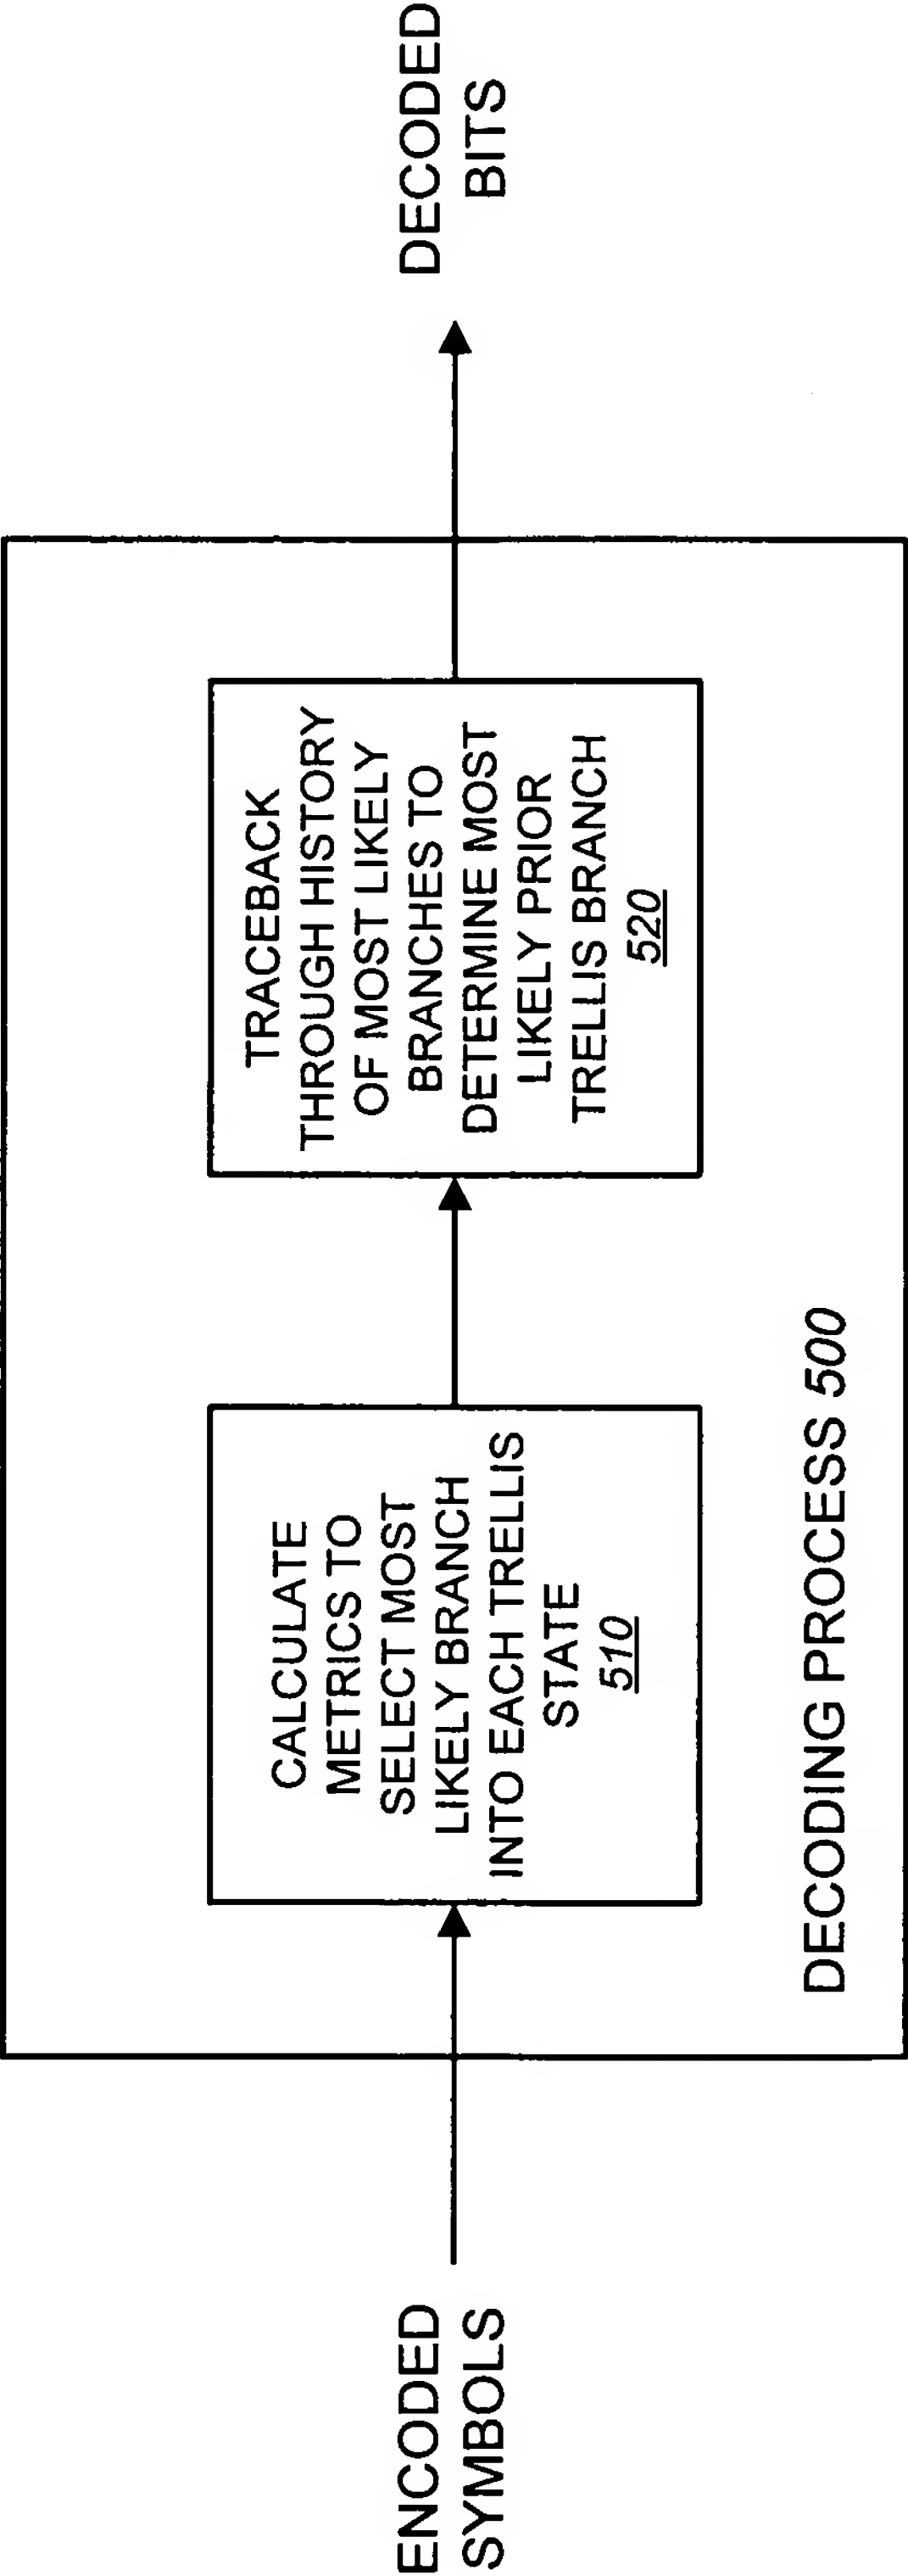 ENCODED
SYMBOLS
CALCULATE
METRICS TO
SELECT MOST
LIKELY BRANCH
INTO EACH TRELLIS
STATE
510
TRACEBACK
THROUGH HISTORY
OF MOST LIKELY
BRANCHES TO
DETERMINE MOST
LIKELY PRIOR
TRELLIS BRANCH
520
DECODING PROCESS 500
DECODED
BITS